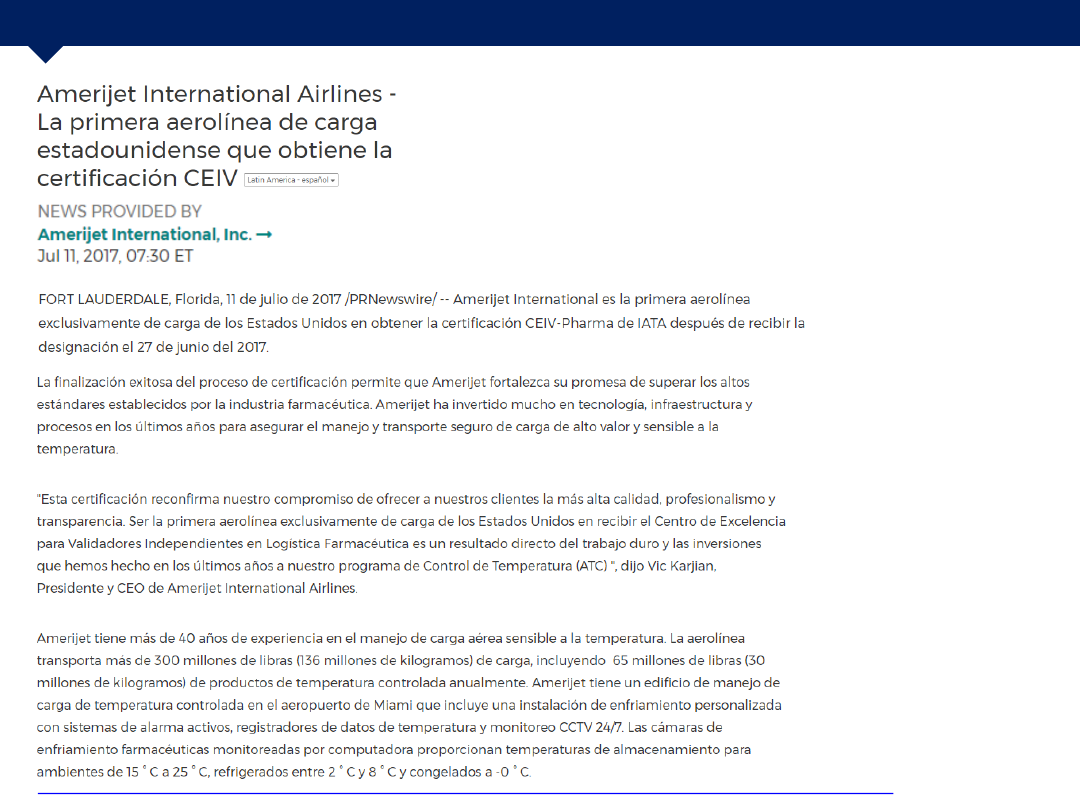 Amerijet International Airlines -
La primera aerolínea de carga
estadounidense que obtiene la
certificación CEIV Latin America - español
NEWS PROVIDED BY
Amerijet International, Inc. →
Jul 11, 2017, 07:30 ET
FORT LAUDERDALE, Florida, 11 de julio de 2017 /PRNewswire/ -- Amerijet International es la primera aerolínea
exclusivamente de carga de los Estados Unidos en obtener la certificación CEIV-Pharma de IATA después de recibir la
designación el 27 de junio del 2017.
La finalización exitosa del proceso de certificación permite que Amerijet fortalezca su promesa de superar los altos
estándares establecidos por la industria farmacéutica. Amerijet ha invertido mucho en tecnología, infraestructura y
procesos en los últimos años para asegurar el manejo y transporte seguro de carga de alto valor y sensible a la
temperatura.
"Esta certificación reconfirma nuestro compromiso de ofrecer a nuestros clientes la más alta calidad, profesionalismo y
transparencia. Ser la primera aerolínea exclusivamente de carga de los Estados Unidos en recibir el Centro de Excelencia
para Validadores Independientes en Logística Farmacéutica es un resultado directo del trabajo duro y las inversiones
que hemos hecho en los últimos años a nuestro programa de Control de Temperatura (ATC) ", dijo Vic Karjian,
Presidente y CEO de Amerijet International Airlines.
Amerijet tiene más de 40 años de experiencia en el manejo de carga aérea sensible a la temperatura. La aerolínea
transporta más de 300 millones de libras (136 millones de kilogramos) de carga, incluyendo  65 millones de libras (30
millones de kilogramos) de productos de temperatura controlada anualmente. Amerijet tiene un edificio de manejo de
carga de temperatura controlada en el aeropuerto de Miami que incluye una instalación de enfriamiento personalizada
con sistemas de alarma activos, registradores de datos de temperatura y monitoreo CCTV 24/7. Las cámaras de
enfriamiento farmacéuticas monitoreadas por computadora proporcionan temperaturas de almacenamiento para
ambientes de 15 ° C a 25 ° C, refrigerados entre 2 ° C y 8 ° C y congelados a -0 ° C.